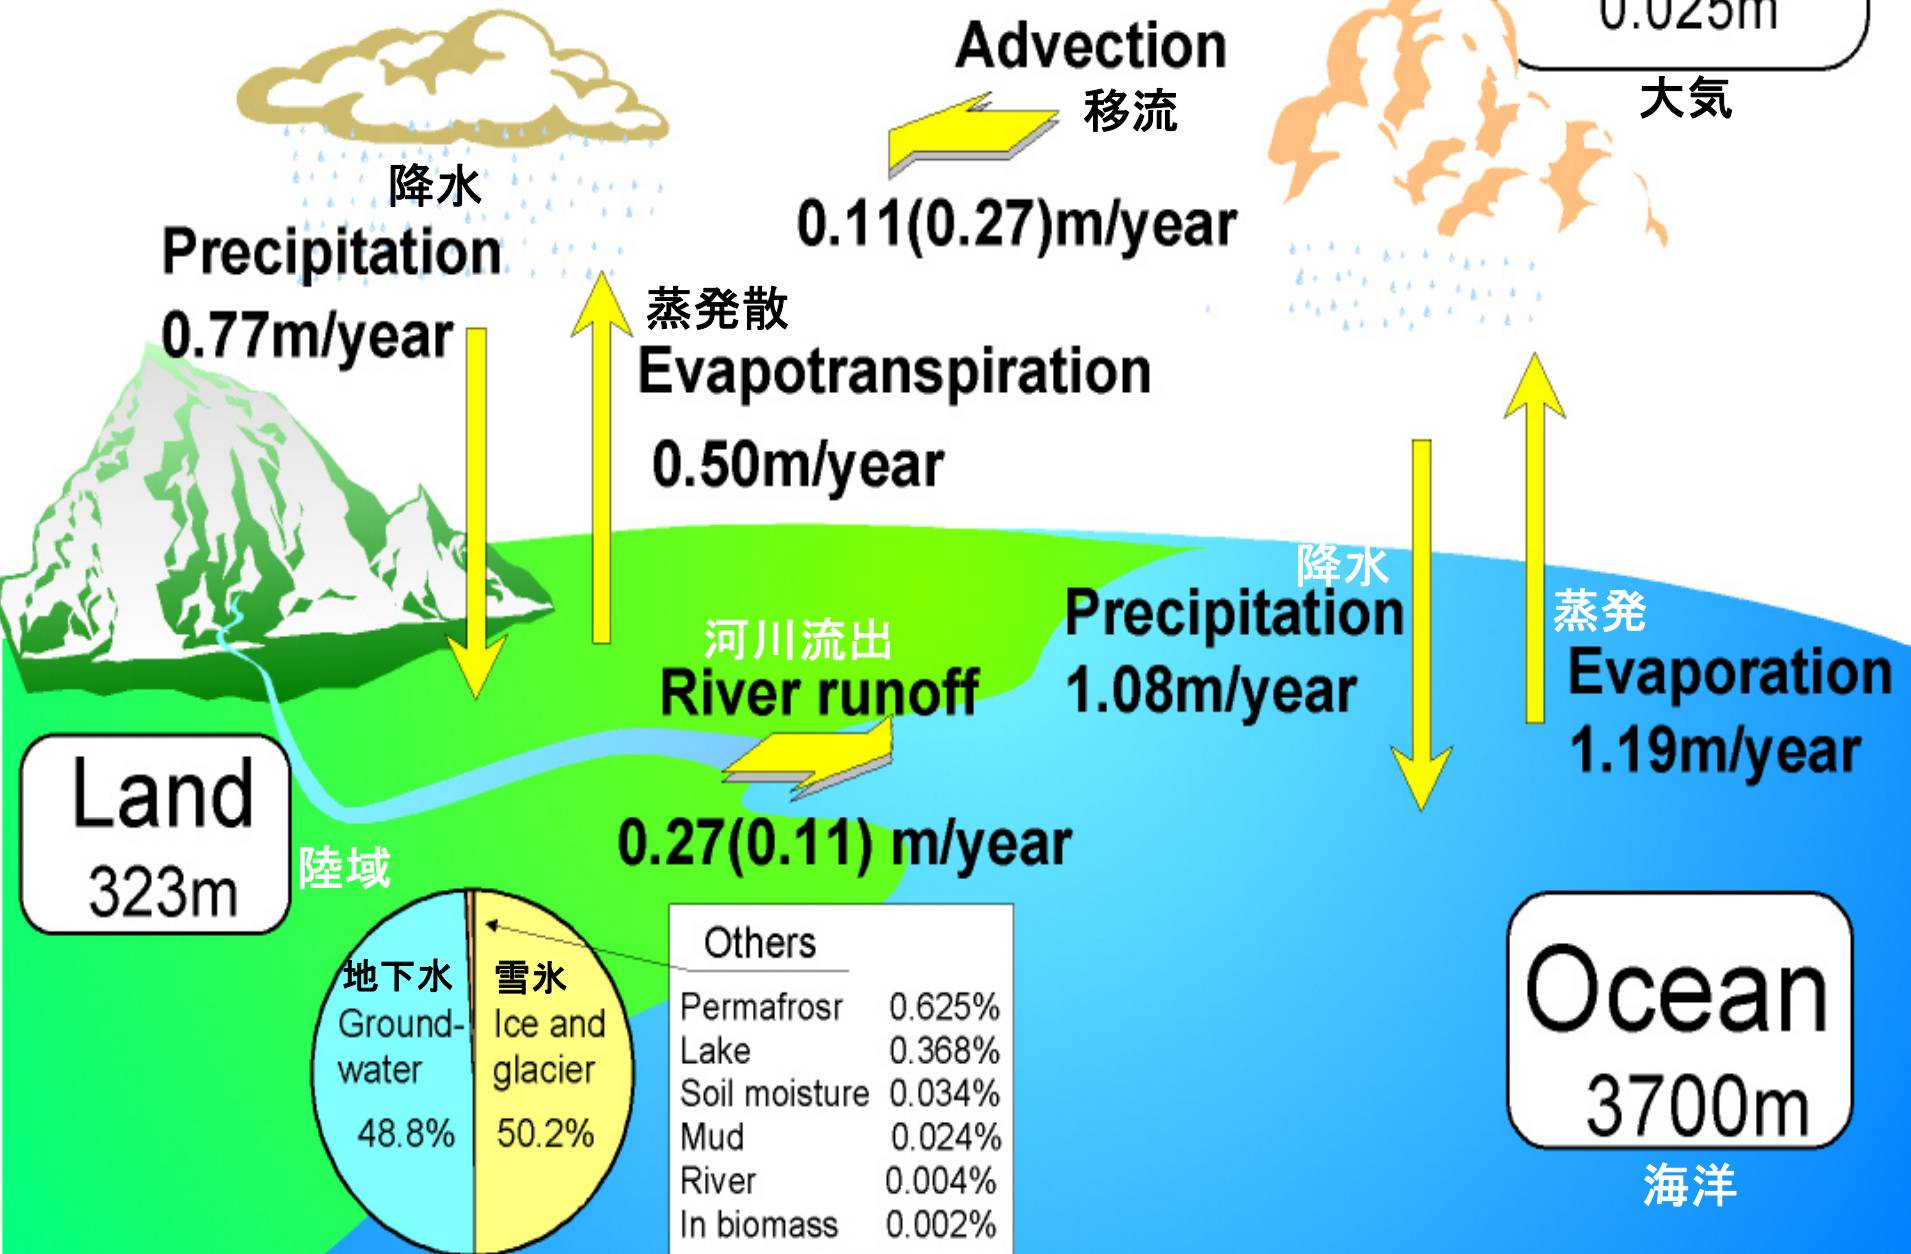 0.025m
大気
Advection
移流
0.11(0.27)m/year
降水
Precipitation
0.77m/year
蒸発散
Evapotranspiration
0.50m/year
降水
Precipitation
1.08m/year
蒸発
Evaporation
1.19m/year
河川流出
River runoff
0.27(0.11) m/year
Land
323m
陸域
地下水
Ground-
water
48.8%
雪氷
Ice and
glacier
50.2%
Others
Permafrosr 0.625%
Lake 0.368%
Soil moisture 0.034%
Mud 0.024%
River 0.004%
In biomass 0.002%
Ocean
3700m
海洋